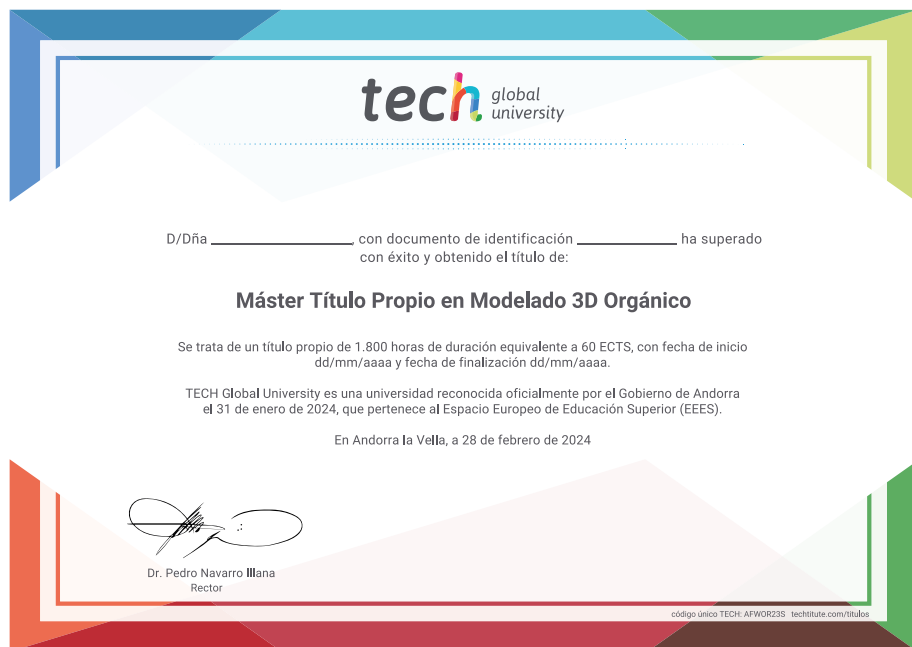 tech global university
D/Dña ______________, con documento de identificación __________ ha superado
con éxito y obtenido el título de:
Máster Título Propio en Modelado 3D Orgánico
Se trata de un título propio de 1.800 horas de duración equivalente a 60 ECTS, con fecha de inicio
dd/mm/aaaa y fecha de finalización dd/mm/aaaa.
TECH Global University es una universidad reconocida oficialmente por el Gobierno de Andorra
el 31 de enero de 2024, que pertenece al Espacio Europeo de Educación Superior (EEES).
En Andorra la Vella, a 28 de febrero de 2024
Dr. Pedro Navarro Illana
Rector
código único TECH: AFWOR23S techtitute.com/titulos